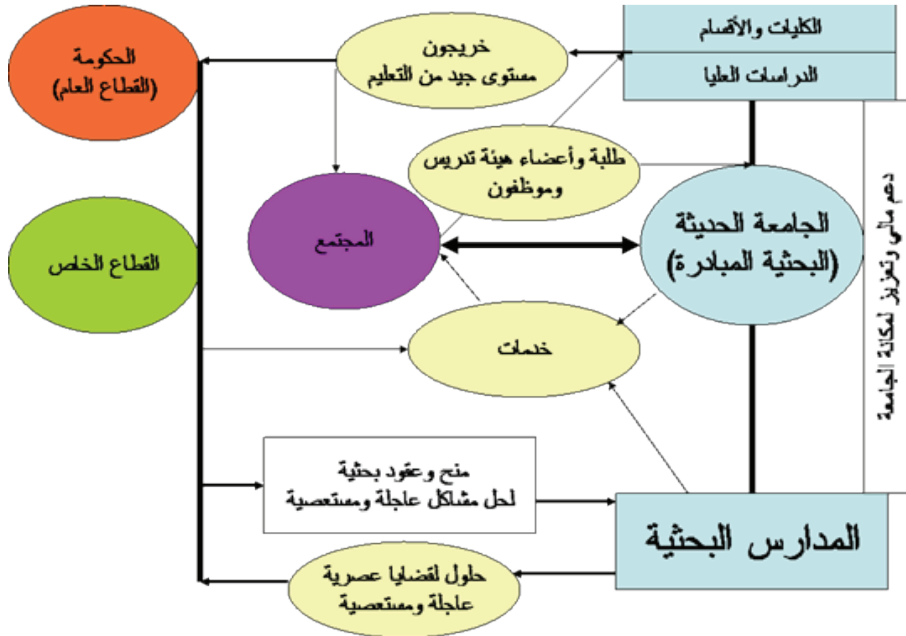 الكليات والأقسام
الدراسات العليا
خريجون
مستوى جيد من التعليم
الحكومة
(القطاع العام)
طلبة وأعضاء هيئة تدريس
وموظفون
دعم مالي وتعزيز لمكانة الجامعة
الجامعة الحديثة
(البحثية المبادرة)
المجتمع
القطاع الخاص
خدمات
منح وعقود بحثية
لحل مشاكل عاجلة ومستعصية
المدارس البحثية
حلول لقضايا عصرية
عاجلة ومستعصية